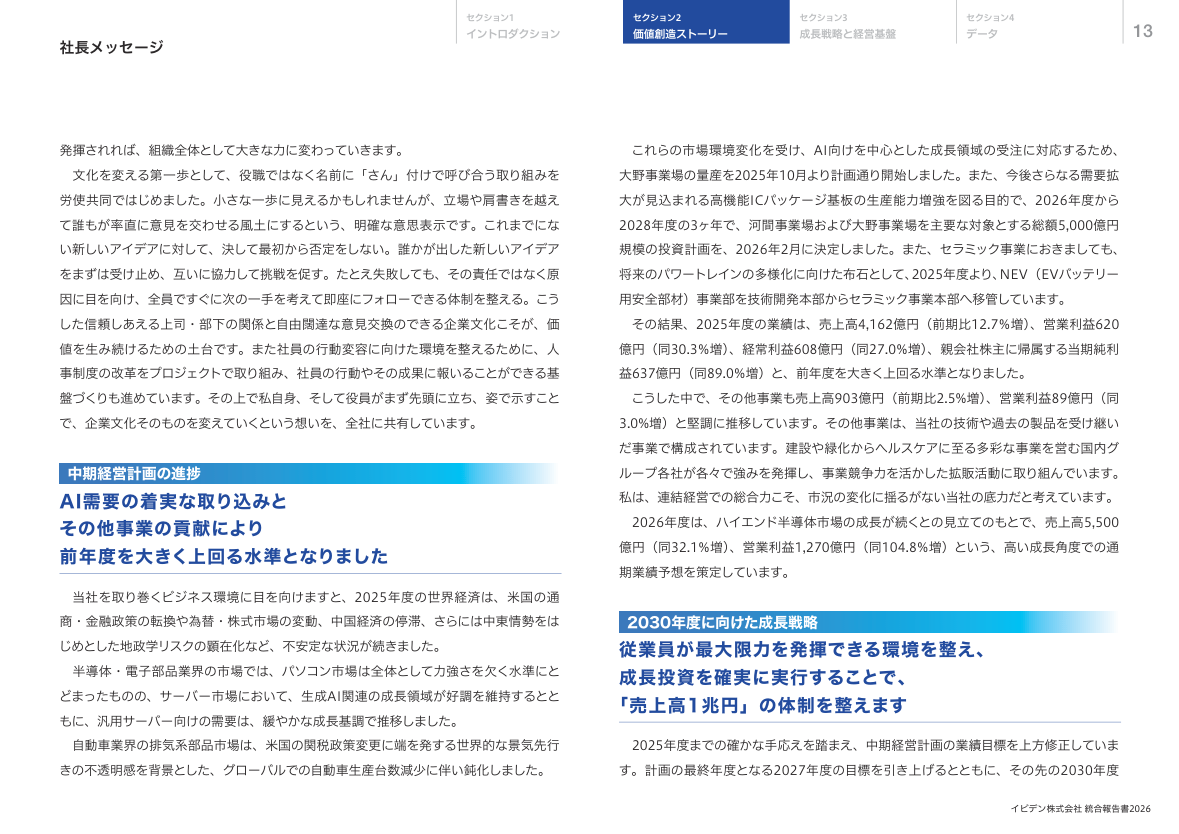 社長メッセージ
セクション1
イントロダクション
セクション2
価値創造ストーリー
セクション3
成長戦略と経営基盤
セクション4
データ
13
発揮されれば、組織全体として大きな力に変わっていきます。
文化を変える第一歩として、役職ではなく名前に「さん」付けで呼び合う取り組みを
労使共同ではじめました。小さな一歩に見えるかもしれませんが、立場や肩書きを越え
て誰もが率直に意見を交わせる風土にするという、明確な意思表示です。これまでにな
い新しいアイデアに対して、決して最初から否定をしない。誰かが出した新しいアイデア
をまずは受け止め、互いに協力して挑戦を促す。たとえ失敗しても、その責任ではなく原
因に目を向け、全員ですぐに次の一手を考えて即座にフォローできる体制を整える。こう
した信頼しあえる上司・部下の関係と自由闊達な意見交換のできる企業文化こそが、価
値を生み続けるための土台です。また社員の行動変容に向けた環境を整えるために、人
事制度の改革をプロジェクトで取り組み、社員の行動やその成果に報いることができる基
盤づくりも進めています。その上で私自身、そして役員がまず先頭に立ち、姿で示すこと
で、企業文化そのものを変えていくという想いを、全社に共有しています。
中期経営計画の進捗
AI需要の着実な取り込みと
その他事業の貢献により
前年度を大きく上回る水準となりました
当社を取り巻くビジネス環境に目を向けますと、2025年度の世界経済は、米国の通
商・金融政策の転換や為替・株式市場の変動、中国経済の停滞、さらには中東情勢をは
じめとした地政学リスクの顕在化など、不安定な状況が続きました。
半導体・電子部品業界の市場では、パソコン市場は全体として力強さを欠く水準にと
どまったものの、サーバー市場において、生成AI関連の成長領域が好調を維持するとと
もに、汎用サーバー向けの需要は、緩やかな成長基調で推移しました。
自動車業界の排気系部品市場は、米国の関税政策変更に端を発する世界的な景気先行
きの不透明感を背景とした、グローバルでの自動車生産台数減少に伴い鈍化しました。
これらの市場環境変化を受け、AI向けを中心とした成長領域の受注に対応するため、
大野事業場の量産を2025年10月より計画通り開始しました。また、今後さらなる需要拡
大が見込まれる高機能ICパッケージ基板の生産能力増強を図る目的で、2026年度から
2028年度の3ヶ年で、河間事業場および大野事業場を主要な対象とする総額5,000億円
規模の投資計画を、2026年2月に決定しました。また、セラミック事業におきましても、
将来のパワートレインの多様化に向けた布石として、2025年度より、NEV（EVバッテリー
用安全部材）事業部を技術開発本部からセラミック事業本部へ移管しています。
その結果、2025年度の業績は、売上高4,162億円（前期比12.7%増）、営業利益620
億円（同30.3%増）、経常利益608億円（同27.0%増）、親会社株主に帰属する当期純利
益637億円（同89.0%増）と、前年度を大きく上回る水準となりました。
こうした中で、その他事業も売上高903億円（前期比2.5%増）、営業利益89億円（同
3.0%増）と堅調に推移しています。その他事業は、当社の技術や過去の製品を受け継い
だ事業で構成されています。建設や緑化からヘルスケアに至る多彩な事業を営む国内グ
ループ各社が各々で強みを発揮し、事業競争力を活かした拡販活動に取り組んでいます。
私は、連結経営での総合力こそ、市況の変化に揺るがない当社の底力だと考えています。
2026年度は、ハイエンド半導体市場の成長が続くとの見立てのもとで、売上高5,500
億円（同32.1%増）、営業利益1,270億円（同104.8%増）という、高い成長角度での通
期業績予想を策定しています。
2030年度に向けた成長戦略
従業員が最大限力を発揮できる環境を整え、
成長投資を確実に実行することで、
「売上高1兆円」の体制を整えます
2025年度までの確かな手応えを踏まえ、中期経営計画の業績目標を上方修正していま
す。計画の最終年度となる2027年度の目標を引き上げるとともに、その先の2030年度
イビデン株式会社 統合報告書2026